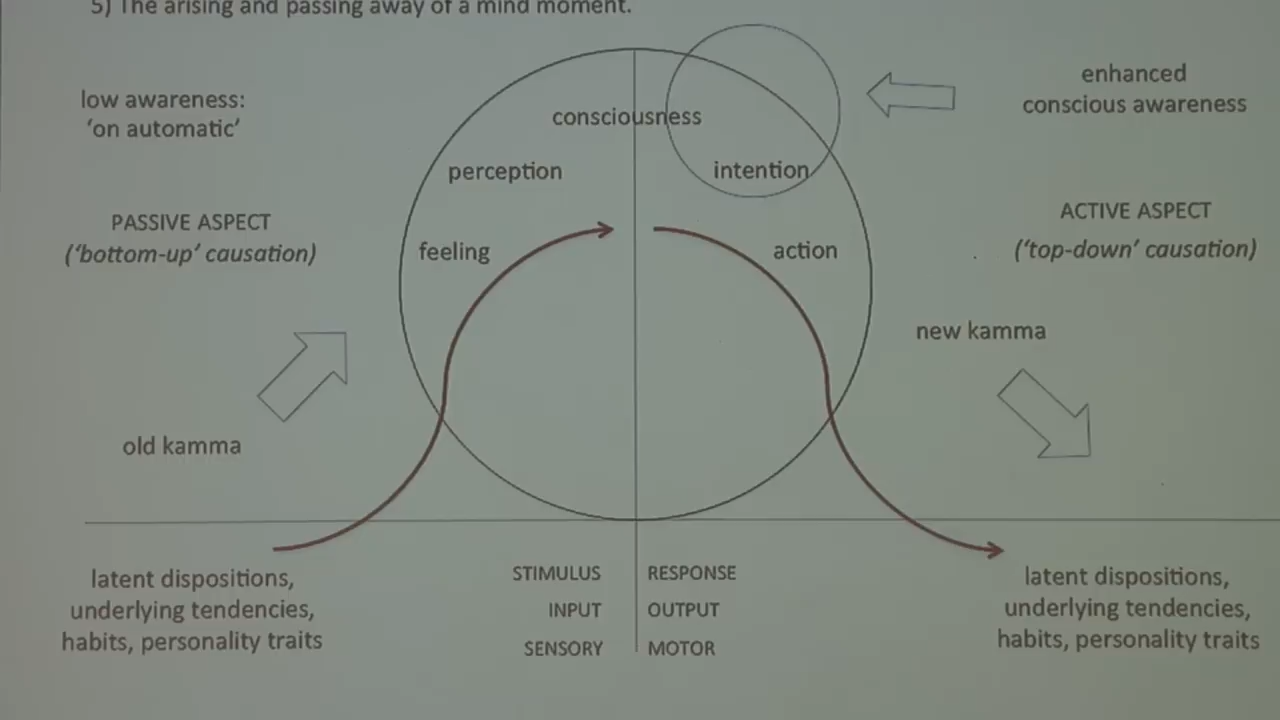 5) The arising and passing away of a mind moment.
low awareness:
'on automatic'
enhanced
conscious awareness
consciousness
perception
intention
PASSIVE ASPECT
('bottom-up' causation)
feeling
action
ACTIVE ASPECT
('top-down' causation)
old kamma
new kamma
latent dispositions,
underlying tendencies,
habits, personality traits
STIMULUS
RESPONSE
INPUT
OUTPUT
SENSORY
MOTOR
latent dispositions,
underlying tendencies,
habits, personality traits